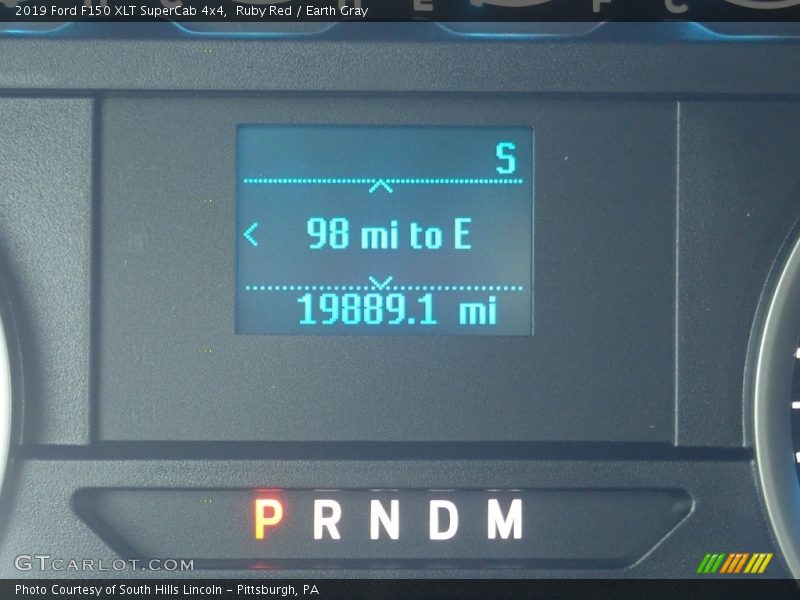 2019 Ford F150 XLT SuperCab 4x4,  Ruby Red / Earth Gray
E F C
S
98 mi to E
19889.1 mi
P R N D M
GTcarlot.com
Photo Courtesy of South Hills Lincoln - Pittsburgh, PA